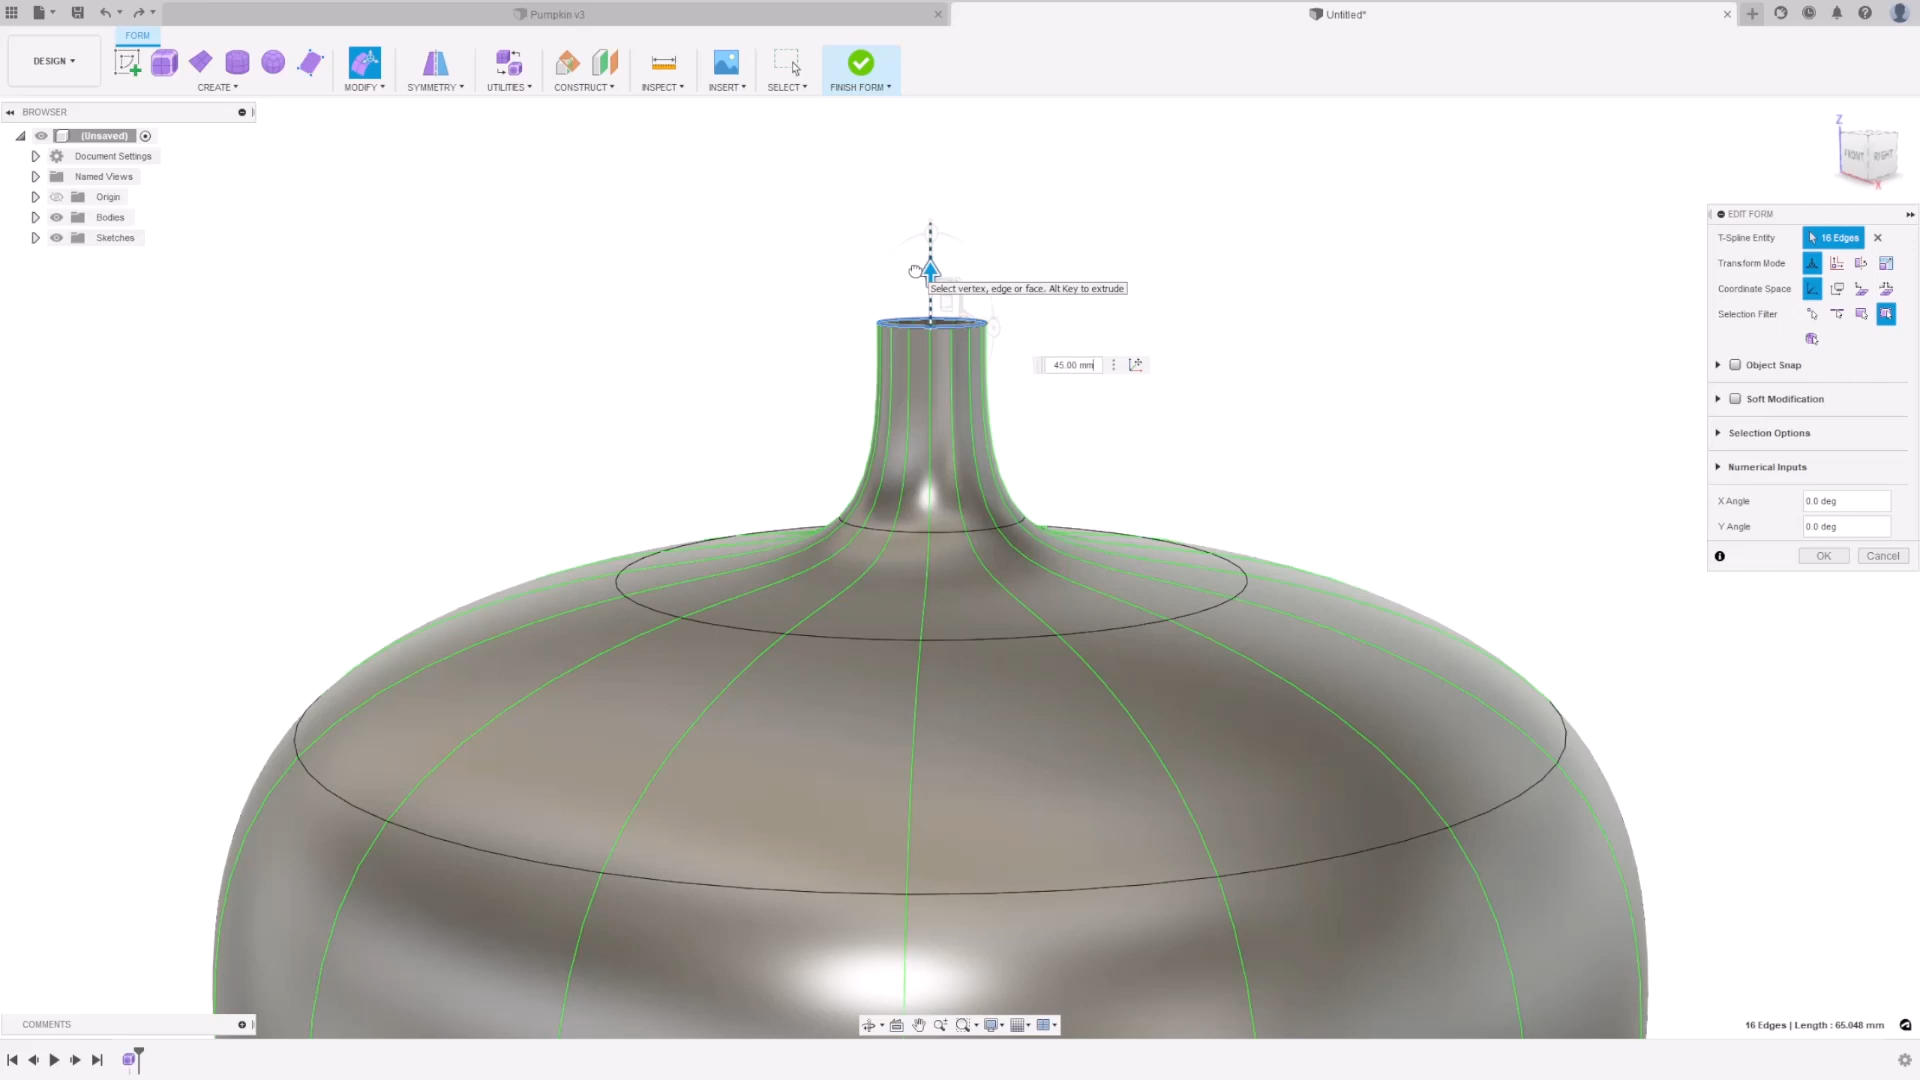 Pumpkin v3
Untitled*
FORM
DESIGN
CREATE
MODIFY
SYMMETRY
UTILITIES
CONSTRUCT
INSPECT
INSERT
SELECT
FINISH FORM
BROWSER
(Unsaved)
Document Settings
Named Views
Origin
Bodies
Sketches
Z
FRONT
RIGHT
X
EDIT FORM
T-Spline Entity
16 Edges
Transform Mode
Coordinate Space
Selection Filter
Object Snap
Soft Modification
Selection Options
Numerical Inputs
X Angle
0.0 deg
Y Angle
0.0 deg
OK
Cancel
Select vertex, edge or face. Alt Key to extrude
45.00 mm
COMMENTS
16 Edges | Length : 65.048 mm